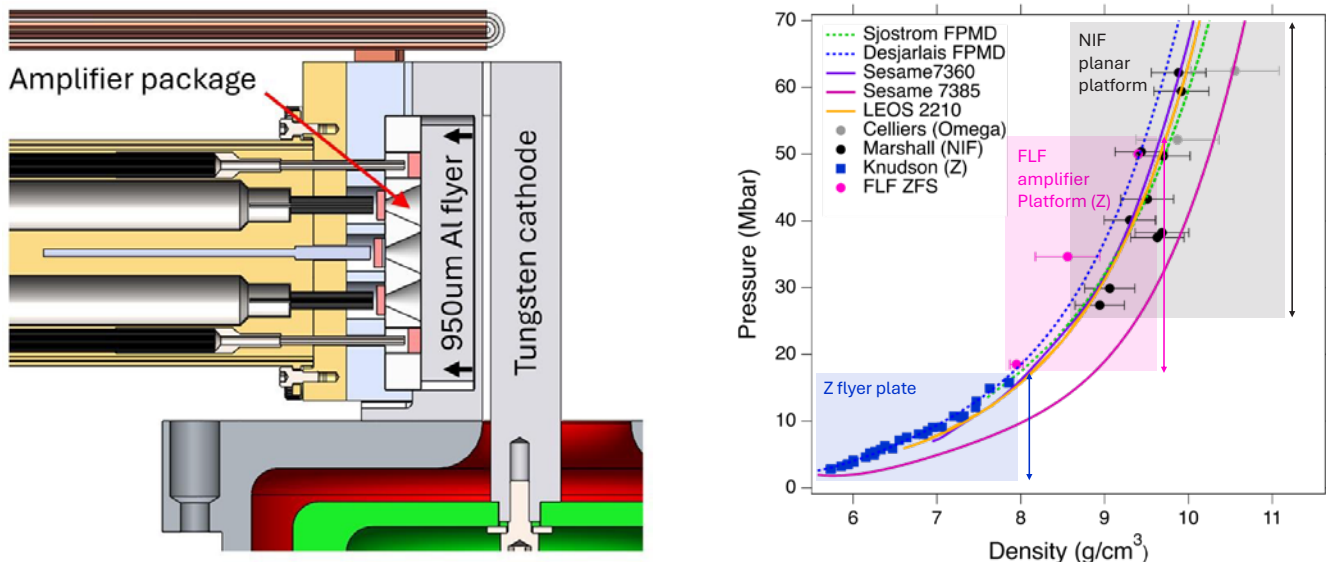 Amplifier package
950um Al flyer
Tungsten cathode
70
60
50
40
30
20
10
0
Pressure (Mbar)
Sjostrom FPMD
Desjarlais FPMD
Sesame7360
Sesame 7385
LEOS 2210
Celliers (Omega)
Marshall (NIF)
Knudson (Z)
FLF ZFS
NIF
planar
platform
FLF
amplifier
Platform (Z)
Z flyer plate
6
7
8
9
10
11
Density (g/cm³)